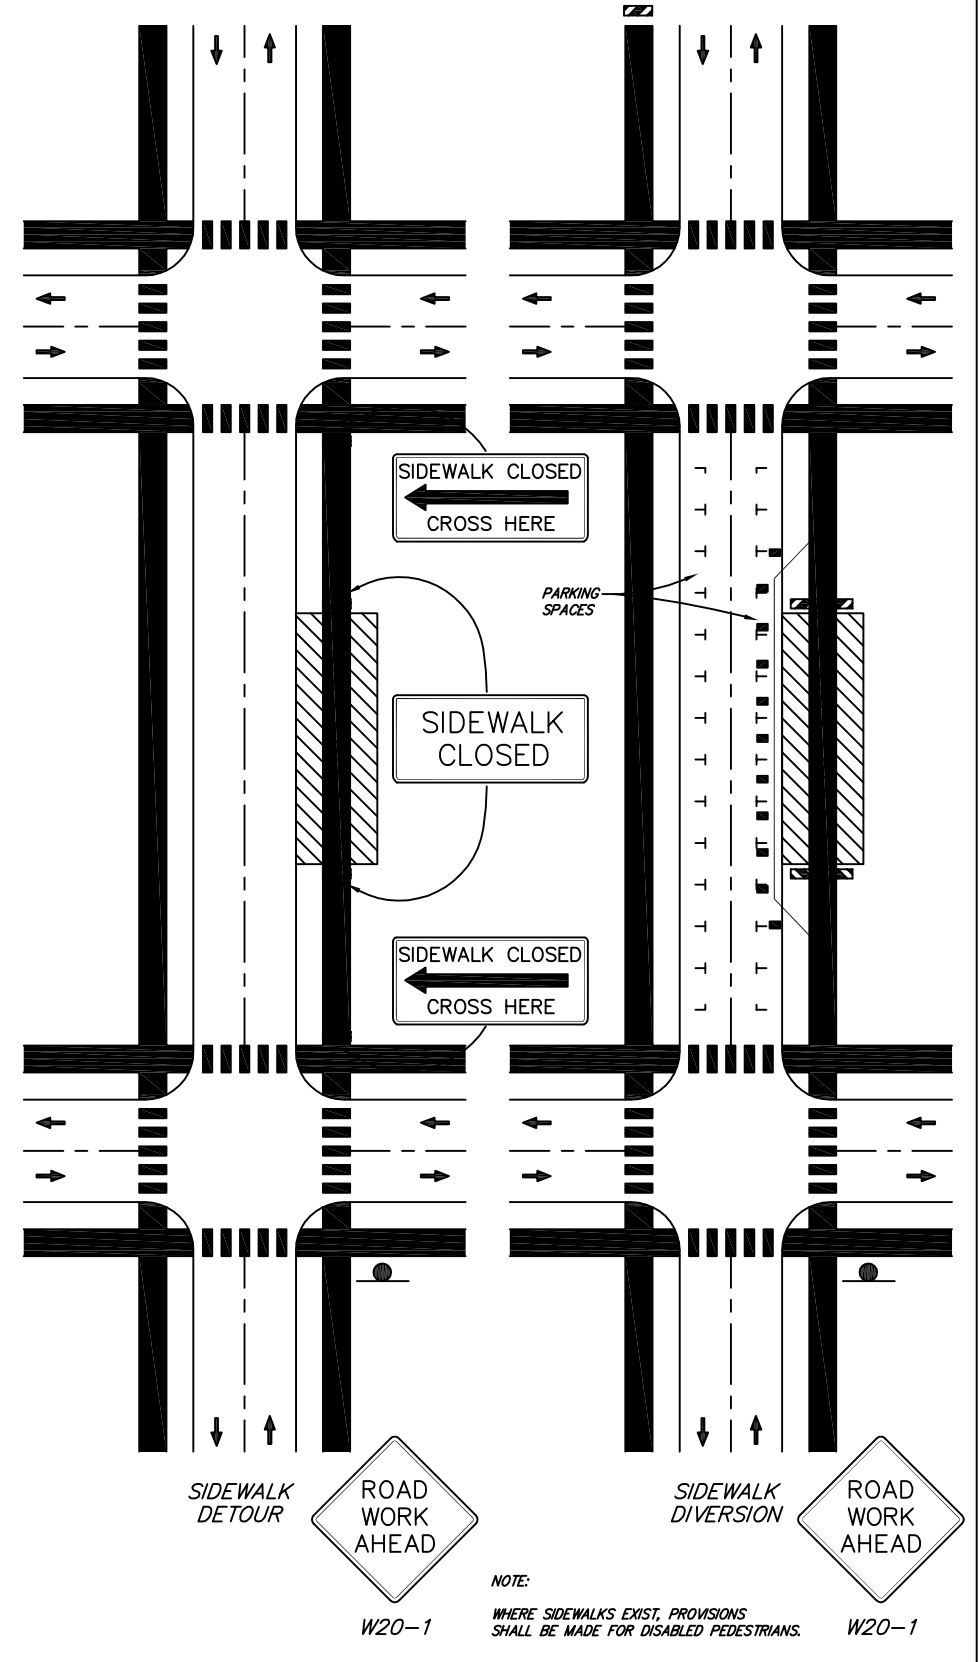 SIDEWALK CLOSED
CROSS HERE
PARKING
SPACES
SIDEWALK
CLOSED
SIDEWALK CLOSED
CROSS HERE
SIDEWALK
DETOUR
ROAD
WORK
AHEAD
W20-1
SIDEWALK
DIVERSION
ROAD
WORK
AHEAD
W20-1
NOTE:
WHERE SIDEWALKS EXIST, PROVISIONS
SHALL BE MADE FOR DISABLED PEDESTRIANS.